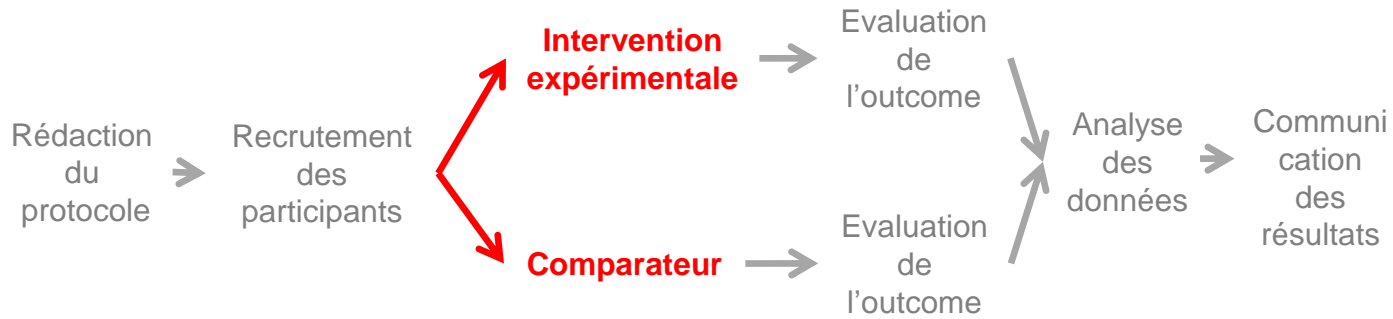 Rédaction
du
protocole
Recrutement
des
participants
Intervention
expérimentale
Evaluation
de
l'outcome
Comparateur
Evaluation
de
l'outcome
Analyse
des
données
Communi
cation
des
résultats